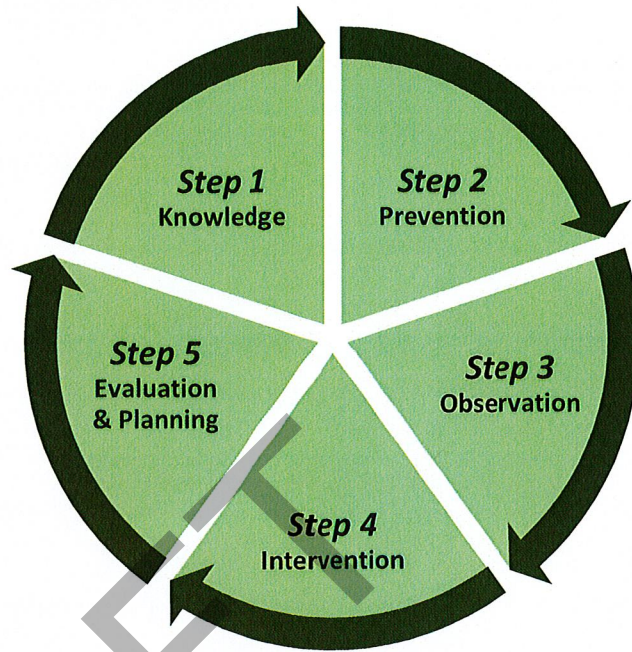 Step 1
Knowledge
Step 2
Prevention
Step 3
Observation
Step 4
Intervention
Step 5
Evaluation
& Planning